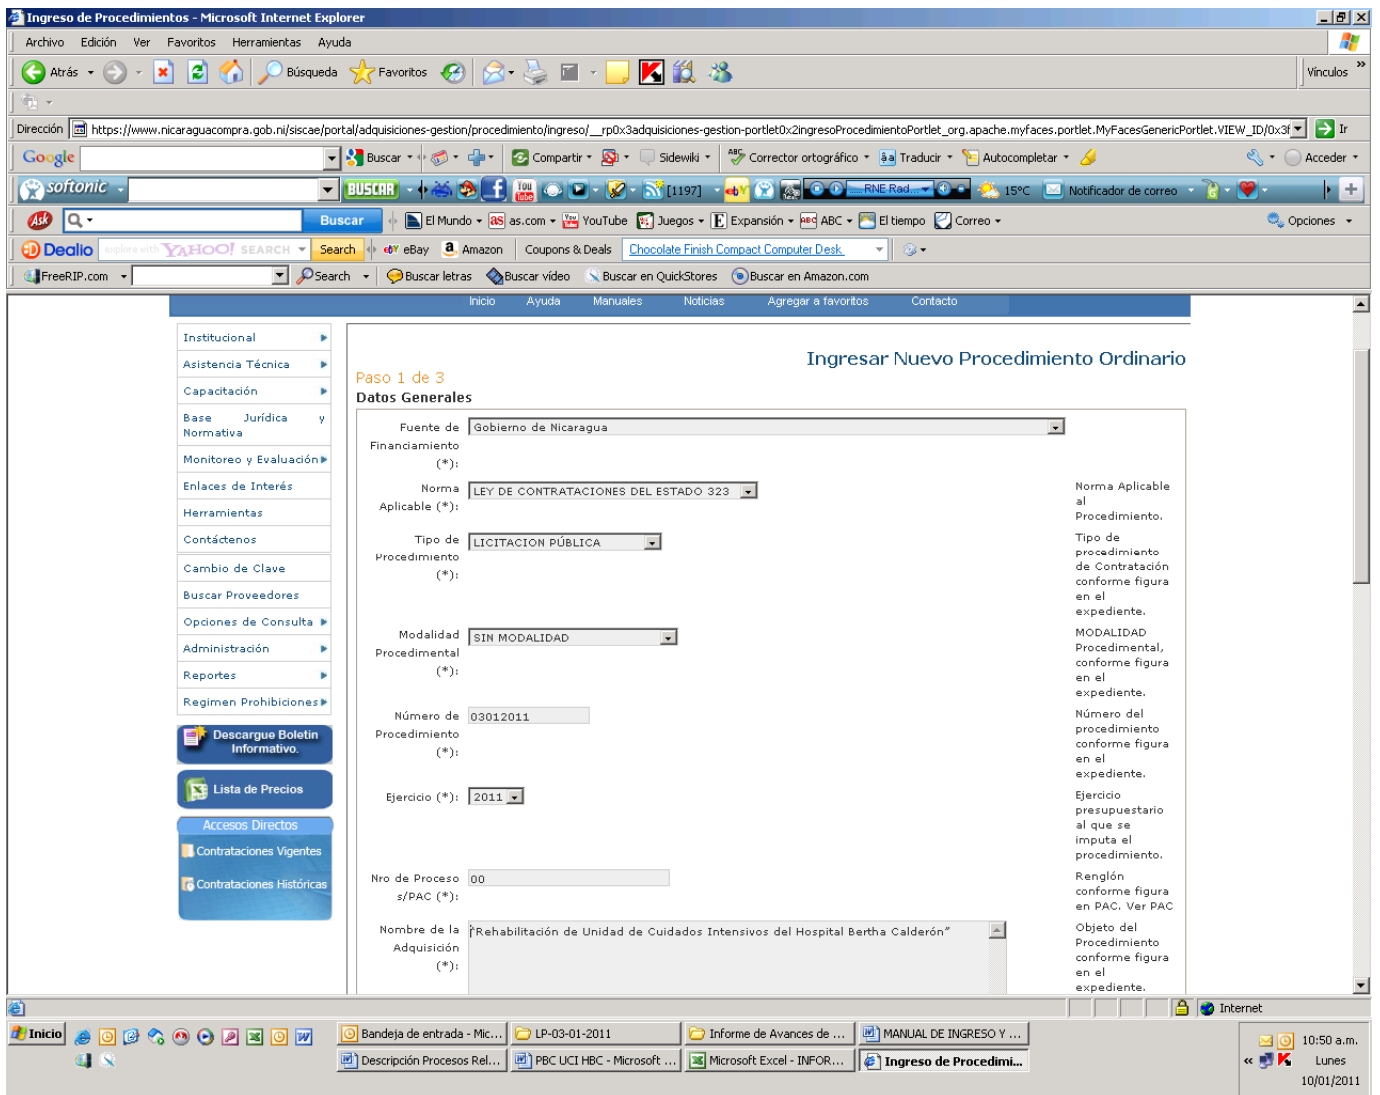 Ingreso de Procedimientos - Microsoft Internet Explorer
Archivo Edición Ver Favoritos Herramientas Ayuda
Atrás Búsqueda Favoritos Vínculos »
Dirección https://www.nicaraguacompra.gob.ni/siscae/portal/adquisiciones-gestion/procedimiento/ingreso/__rp0x3adquisiciones-gestion-portlet0x2ingresoProcedimientoPortlet_org.apache.myfaces.portlet.MyFacesGenericPortlet.VIEW_ID/0x3f Ir
Google Buscar Compartir Sidewiki Corrector ortográfico Traducir Autocompletar Acceder
softonic BUSCAR You Tube [1197] eBY RNE Rad... 15°C Notificador de correo
Ask Buscar El Mundo as as.com YouTube Juegos E Expansión ABC ABC El tiempo Correo Opciones
Dealio explore with YAHOO! SEARCH Search ebY eBay a Amazon Coupons & Deals Chocolate Finish Compact Computer Desk
FreeRIP.com Search Buscar letras Buscar vídeo Buscar en QuickStores Buscar en Amazon.com
Inicio Ayuda Manuales Noticias Agregar a favoritos Contacto
Institucional
Asistencia Técnica
Capacitación
Base Jurídica y
Normativa
Monitoreo y Evaluación
Enlaces de Interés
Herramientas
Contáctenos
Cambio de Clave
Buscar Proveedores
Opciones de Consulta
Administración
Reportes
Regimen Prohibiciones
Descargue Boletin
Informativo.
Lista de Precios
Accesos Directos
Contrataciones Vigentes
Contrataciones Históricas
Ingresar Nuevo Procedimiento Ordinario
Paso 1 de 3
Datos Generales
Fuente de Gobierno de Nicaragua
Financiamiento
(*):
Norma LEY DE CONTRATACIONES DEL ESTADO 323
Aplicable (*):
Norma Aplicable
al
Procedimiento.
Tipo de LICITACION PÚBLICA
Procedimiento
(*):
Tipo de
procedimiento
de Contratación
conforme figura
en el
expediente.
Modalidad SIN MODALIDAD
Procedimental
(*):
MODALIDAD
Procedimental,
conforme figura
en el
expediente.
Número de 03012011
Procedimiento
(*):
Número del
procedimiento
conforme figura
en el
expediente.
Ejercicio (*): 2011
Ejercicio
presupuestario
al que se
imputa el
procedimiento.
Nro de Proceso 00
s/PAC (*):
Renglón
conforme figura
en PAC. Ver PAC
Nombre de la "Rehabilitación de Unidad de Cuidados Intensivos del Hospital Bertha Calderón"
Adquisición
(*):
Objeto del
Procedimiento
conforme figura
en el
expediente.
Internet
Inicio Bandeja de entrada - Mic... LP-03-01-2011 Informe de Avances de ... MANUAL DE INGRESO Y ... 10:50 a.m.
Descripción Procesos Rel... PBC UCI HBC - Microsoft ... Microsoft Excel - INFOR... Ingreso de Procedimi... « Lunes
10/01/2011